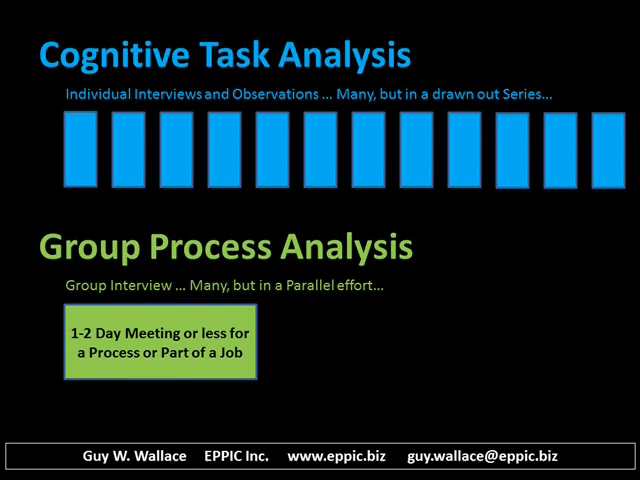 Cognitive Task Analysis
Individual Interviews and Observations ... Many, but in a drawn out Series...
Group Process Analysis
Group Interview ... Many, but in a Parallel effort...
1-2 Day Meeting or less for
a Process or Part of a Job
Guy W. Wallace EPPIC Inc. www.eppic.biz guy.wallace@eppic.biz